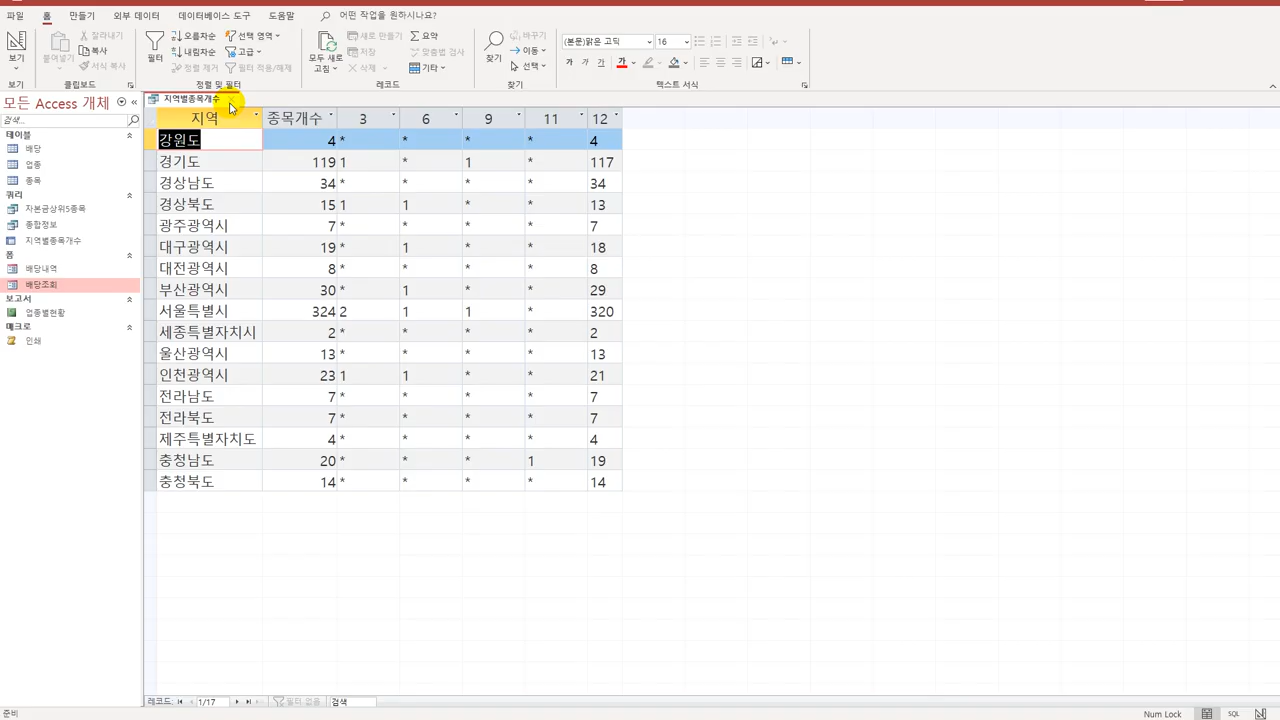 파일 홈 만들기 외부 데이터 데이터베이스 도구 도움말 어떤 작업을 원하시나요?
보기 붙여넣기 잘라내기 복사 서식 복사
필터 오름차순 내림차순 정렬 제거 선택 영역 고급 필터 적용/해제
모두 새로 고침 새로 만들기 저장 삭제 요약 맞춤법 검사 기타
찾기 바꾸기 이동 선택
(본문)맑은 고딕 16
가 가 가 가
보기 클립보드 정렬 및 필터 레코드 찾기 텍스트 서식
모든 Access 개체
검색...
테이블
배당
업종
종목
쿼리
자본금상위5종목
종합정보
지역별종목개수
폼
배당내역
배당조회
보고서
업종별현황
매크로
인쇄
지역별종목개수
지역 종목개수 3 6 9 11 12
강원도 4 * * * * 4
경기도 119 1 * 1 * 117
경상남도 34 * * * * 34
경상북도 15 1 1 * * 13
광주광역시 7 * * * * 7
대구광역시 19 * 1 * * 18
대전광역시 8 * * * * 8
부산광역시 30 * 1 * * 29
서울특별시 324 2 1 1 * 320
세종특별자치시 2 * * * * 2
울산광역시 13 * * * * 13
인천광역시 23 1 1 * * 21
전라남도 7 * * * * 7
전라북도 7 * * * * 7
제주특별자치도 4 * * * * 4
충청남도 20 * * * 1 19
충청북도 14 * * * * 14
레코드: 1/17 필터 없음 검색
준비 Num Lock SQL